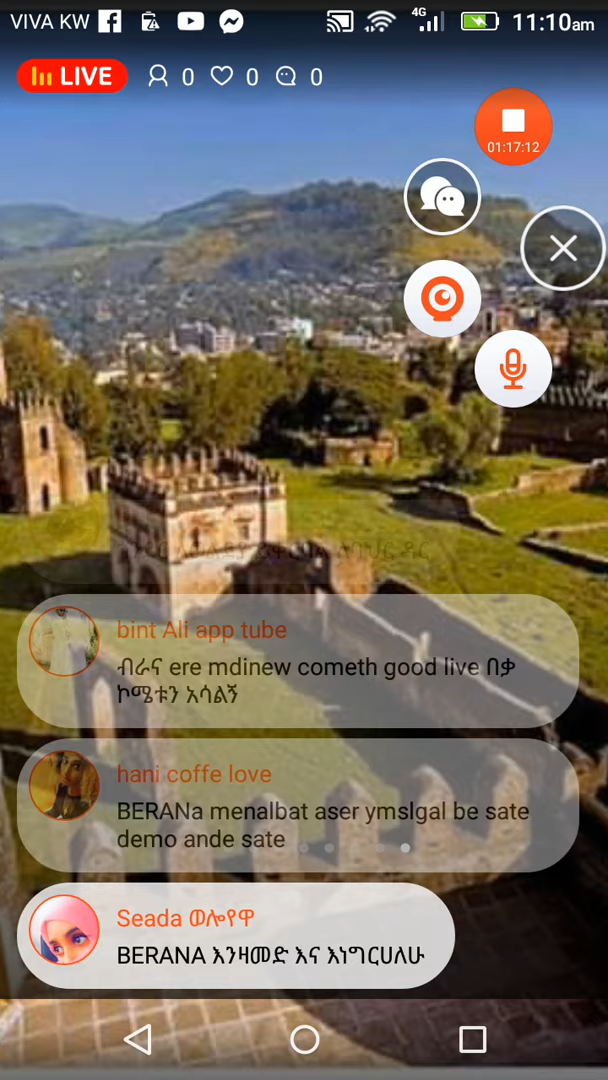 VIVA KW 4G 11:10am
LIVE 0 0 0
01:17:12
bint Ali app tube
ብራና ere mdinew cometh good live በቃ
ኮሜቱን አሳልኝ
hani coffe love
BERANa menalbat aser ymslgal be sate
demo ande sate
Seada ወሎየዋ
BERANA እንዛመድ እና እነግርሀለሁ